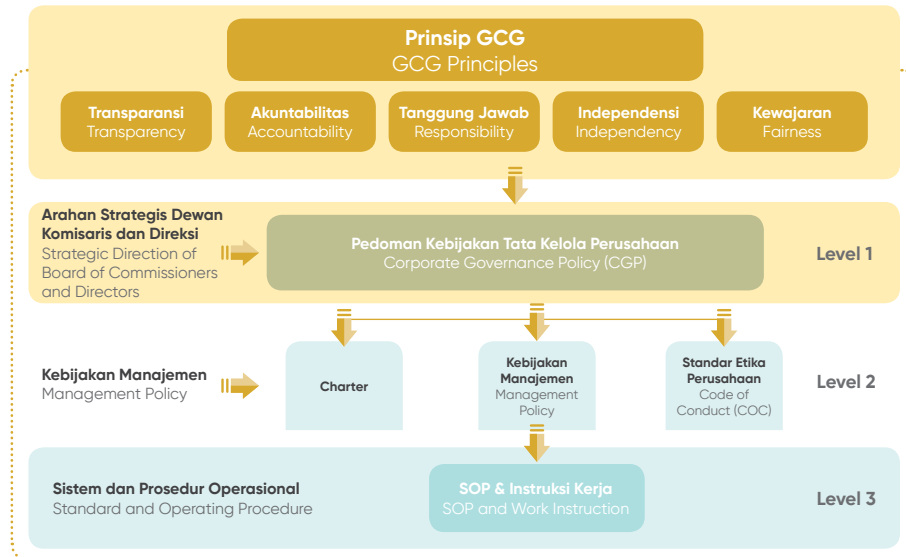 Prinsip GCG
GCG Principles
Transparansi
Transparency
Akuntabilitas
Accountability
Tanggung Jawab
Responsibility
Independensi
Independency
Kewajaran
Fairness
Arahan Strategis Dewan
Komisaris dan Direksi
Strategic Direction of
Board of Commissioners
and Directors
Pedoman Kebijakan Tata Kelola Perusahaan
Corporate Governance Policy (CGP)
Level 1
Kebijakan Manajemen
Management Policy
Charter
Kebijakan
Manajemen
Management
Policy
Standar Etika
Perusahaan
Code of
Conduct (COC)
Level 2
Sistem dan Prosedur Operasional
Standard and Operating Procedure
SOP & Instruksi Kerja
SOP and Work Instruction
Level 3